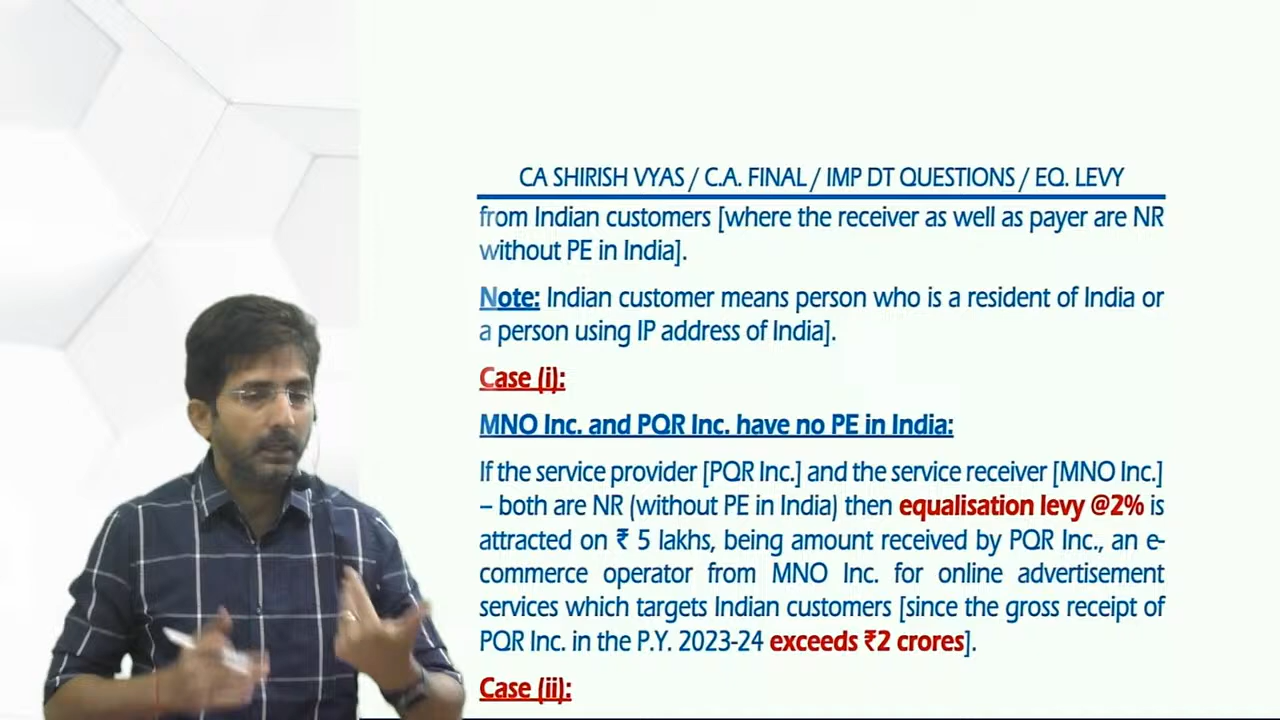 CA SHIRISH VYAS / C.A. FINAL / IMP DT QUESTIONS / EQ. LEVY
from Indian customers [where the receiver as well as payer are NR
without PE in India].
Note: Indian customer means person who is a resident of India or
a person using IP address of India].
Case (i):
MNO Inc. and PQR Inc. have no PE in India:
If the service provider [PQR Inc.] and the service receiver [MNO Inc.]
– both are NR (without PE in India) then equalisation levy @2% is
attracted on ₹ 5 lakhs, being amount received by PQR Inc., an e-
commerce operator from MNO Inc. for online advertisement
services which targets Indian customers [since the gross receipt of
PQR Inc. in the P.Y. 2023-24 exceeds ₹2 crores].
Case (ii):